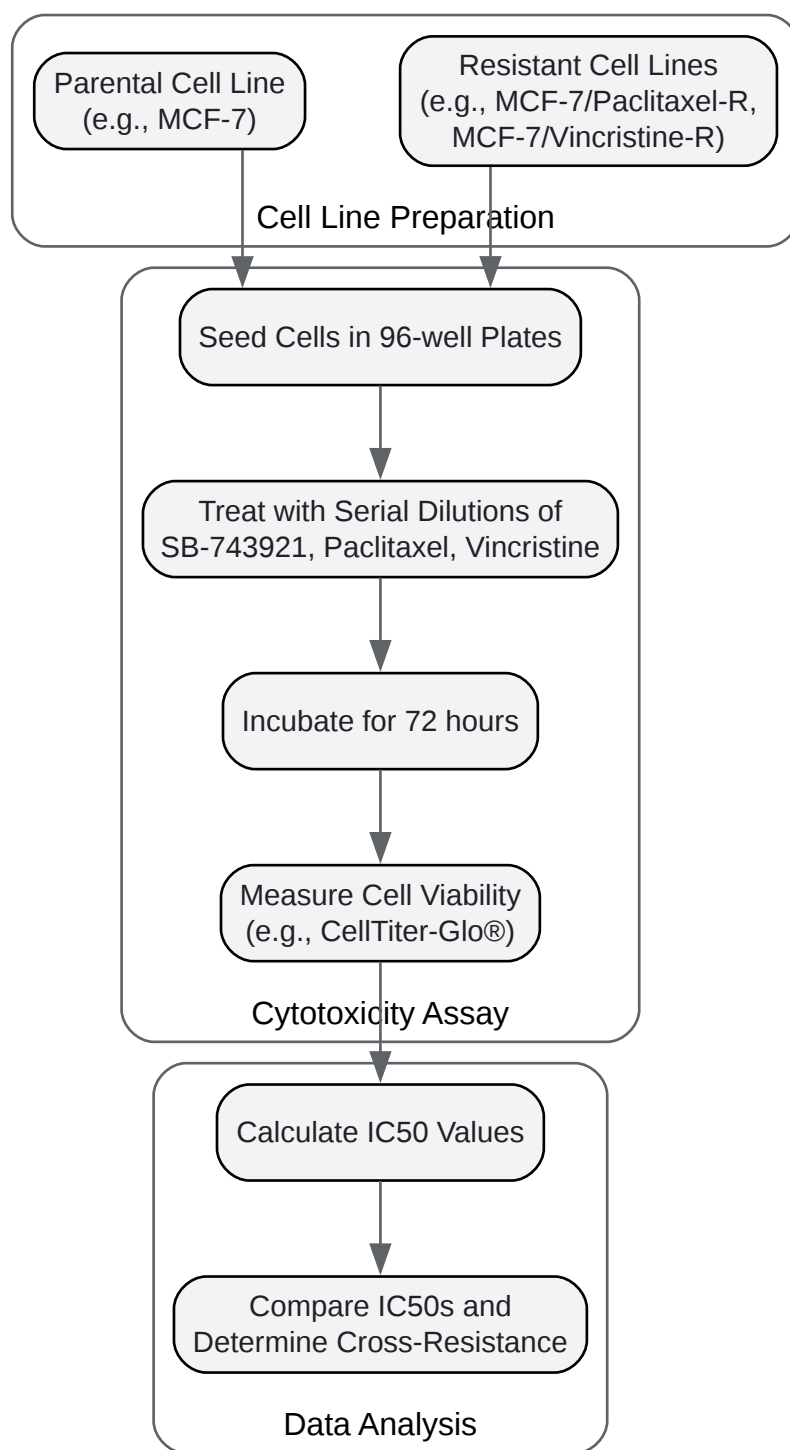 Parental Cell Line
(e.g., MCF-7)
Resistant Cell Lines
(e.g., MCF-7/Paclitaxel-R,
MCF-7/Vincristine-R)
Cell Line Preparation
Seed Cells in 96-well Plates
Treat with Serial Dilutions of
SB-743921, Paclitaxel, Vincristine
Incubate for 72 hours
Measure Cell Viability
(e.g., CellTiter-Glo®)
Cytotoxicity Assay
Calculate IC50 Values
Compare IC50s and
Determine Cross-Resistance
Data Analysis